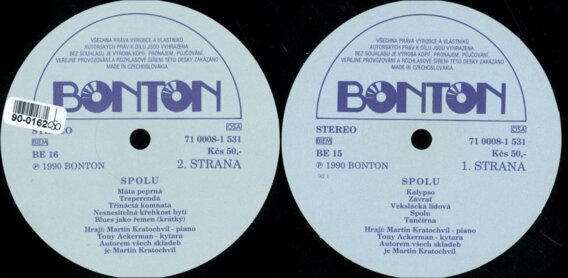 VŠECHNA PRÁVA VÝROBCE A VLASTNÍKŮ
AUTORSKÝCH PRÁV K DÍLU JSOU VYHRAZENA.
BEZ SOUHLASU JE VÝROBA KOPIÍ, PRONÁJEM, PŮJČOVÁNÍ,
VEŘEJNÉ PROVOZOVÁNÍ A ROZHLASOVÉ ŠÍŘENÍ TÉTO DESKY ZAKÁZÁNO
MADE IN CZECHOSLOVAKIA
BONTON
90-0162
STEREO
OSA
BIEM
71 0008-1 531
BE 16
Kčs 50,-
℗ 1990 BONTON
2. STRANA
SPOLU
Máta peprná
Treperenda
Třináctá komnata
Nesnesitelná křehkost bytí
Blues jako řemen (krátký)
Hrají: Martin Kratochvíl - piano
Tony Ackerman - kytara
Autorem všech skladeb
je Martin Kratochvíl
VŠECHNA PRÁVA VÝROBCE A VLASTNÍKŮ
AUTORSKÝCH PRÁV K DÍLU JSOU VYHRAZENA.
BEZ SOUHLASU JE VÝROBA KOPIÍ, PRONÁJEM, PŮJČOVÁNÍ,
VEŘEJNÉ PROVOZOVÁNÍ A ROZHLASOVÉ ŠÍŘENÍ TÉTO DESKY ZAKÁZÁNO
MADE IN CZECHOSLOVAKIA
BONTON
STEREO
OSA
BIEM
71 0008-1 531
BE 15
Kčs 50,-
℗ 1990 BONTON
1. STRANA
SPOLU
Kalypso
Závrať
Vekslácká lidová
Spolu
Tančírna
Hrají: Martin Kratochvíl - piano
Tony Ackerman - kytara
Autorem všech skladeb
je Martin Kratochvíl